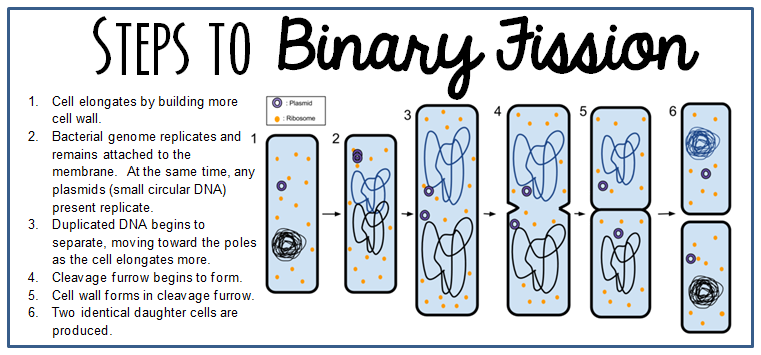 STEPS TO Binary Fission
1. Cell elongates by building more
cell wall.
2. Bacterial genome replicates and
remains attached to the
membrane. At the same time, any
plasmids (small circular DNA)
present replicate.
3. Duplicated DNA begins to
separate, moving toward the poles
as the cell elongates more.
4. Cleavage furrow begins to form.
5. Cell wall forms in cleavage furrow.
6. Two identical daughter cells are
produced.
: Plasmid
: Ribosome
1
2
3
4
5
6